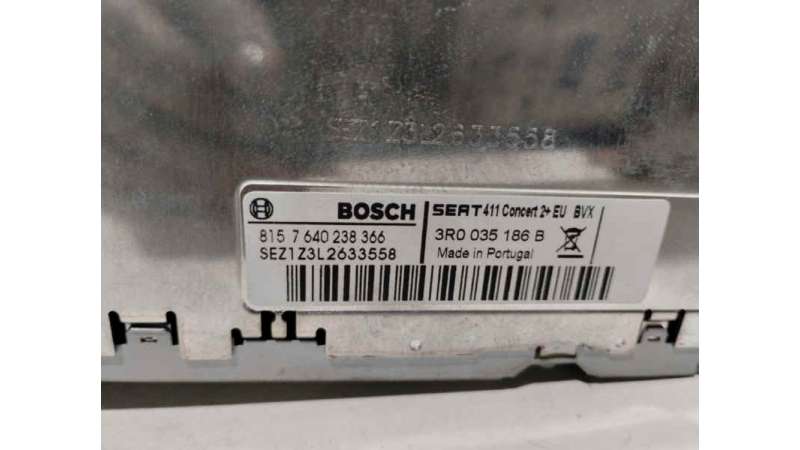 SEZ1Z3L2633558
BOSCH
SEAT 411 Concert 2+ EU BVX
815 7 640 238 366
3R0 035 186 B
SEZ1Z3L2633558
Made in Portugal